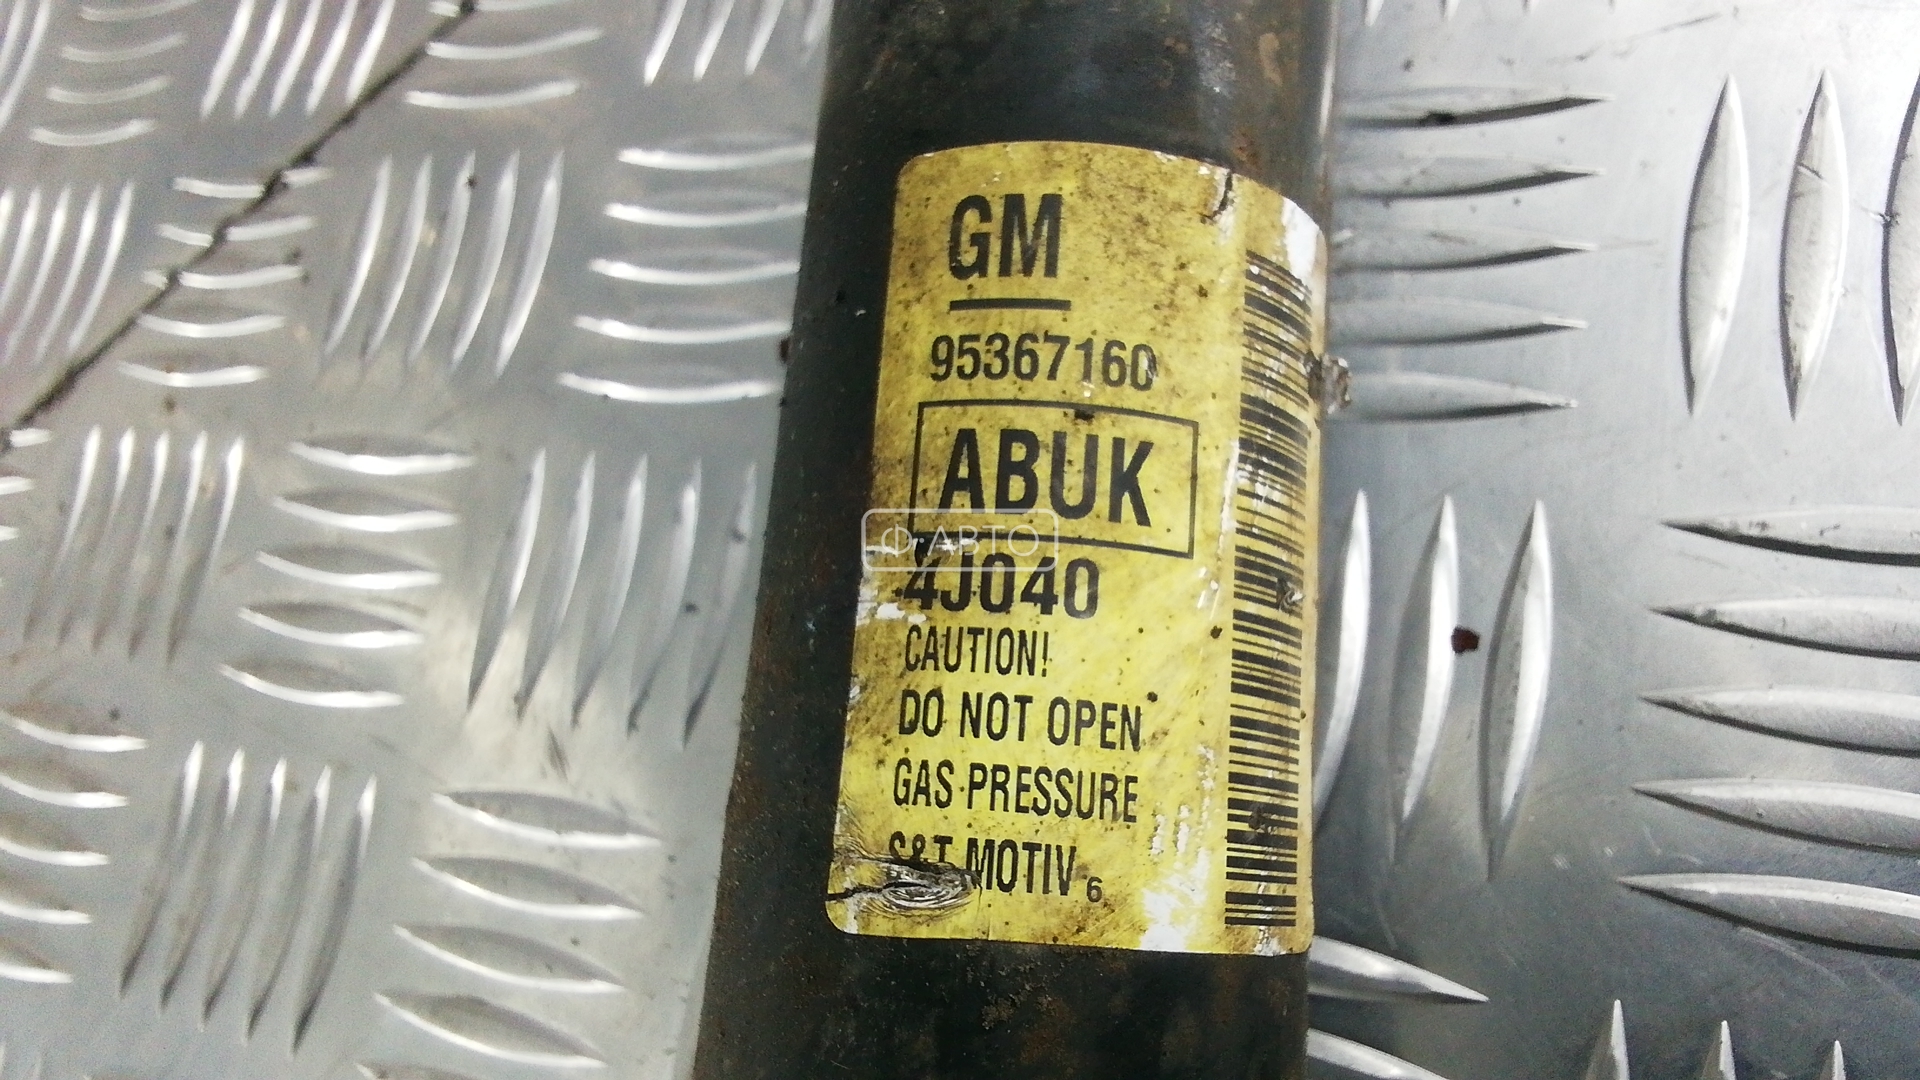 GM
95367160
ABUK
Ф-АВТО
4J040
CAUTION!
DO NOT OPEN
GAS PRESSURE
S&T MOTIV 6